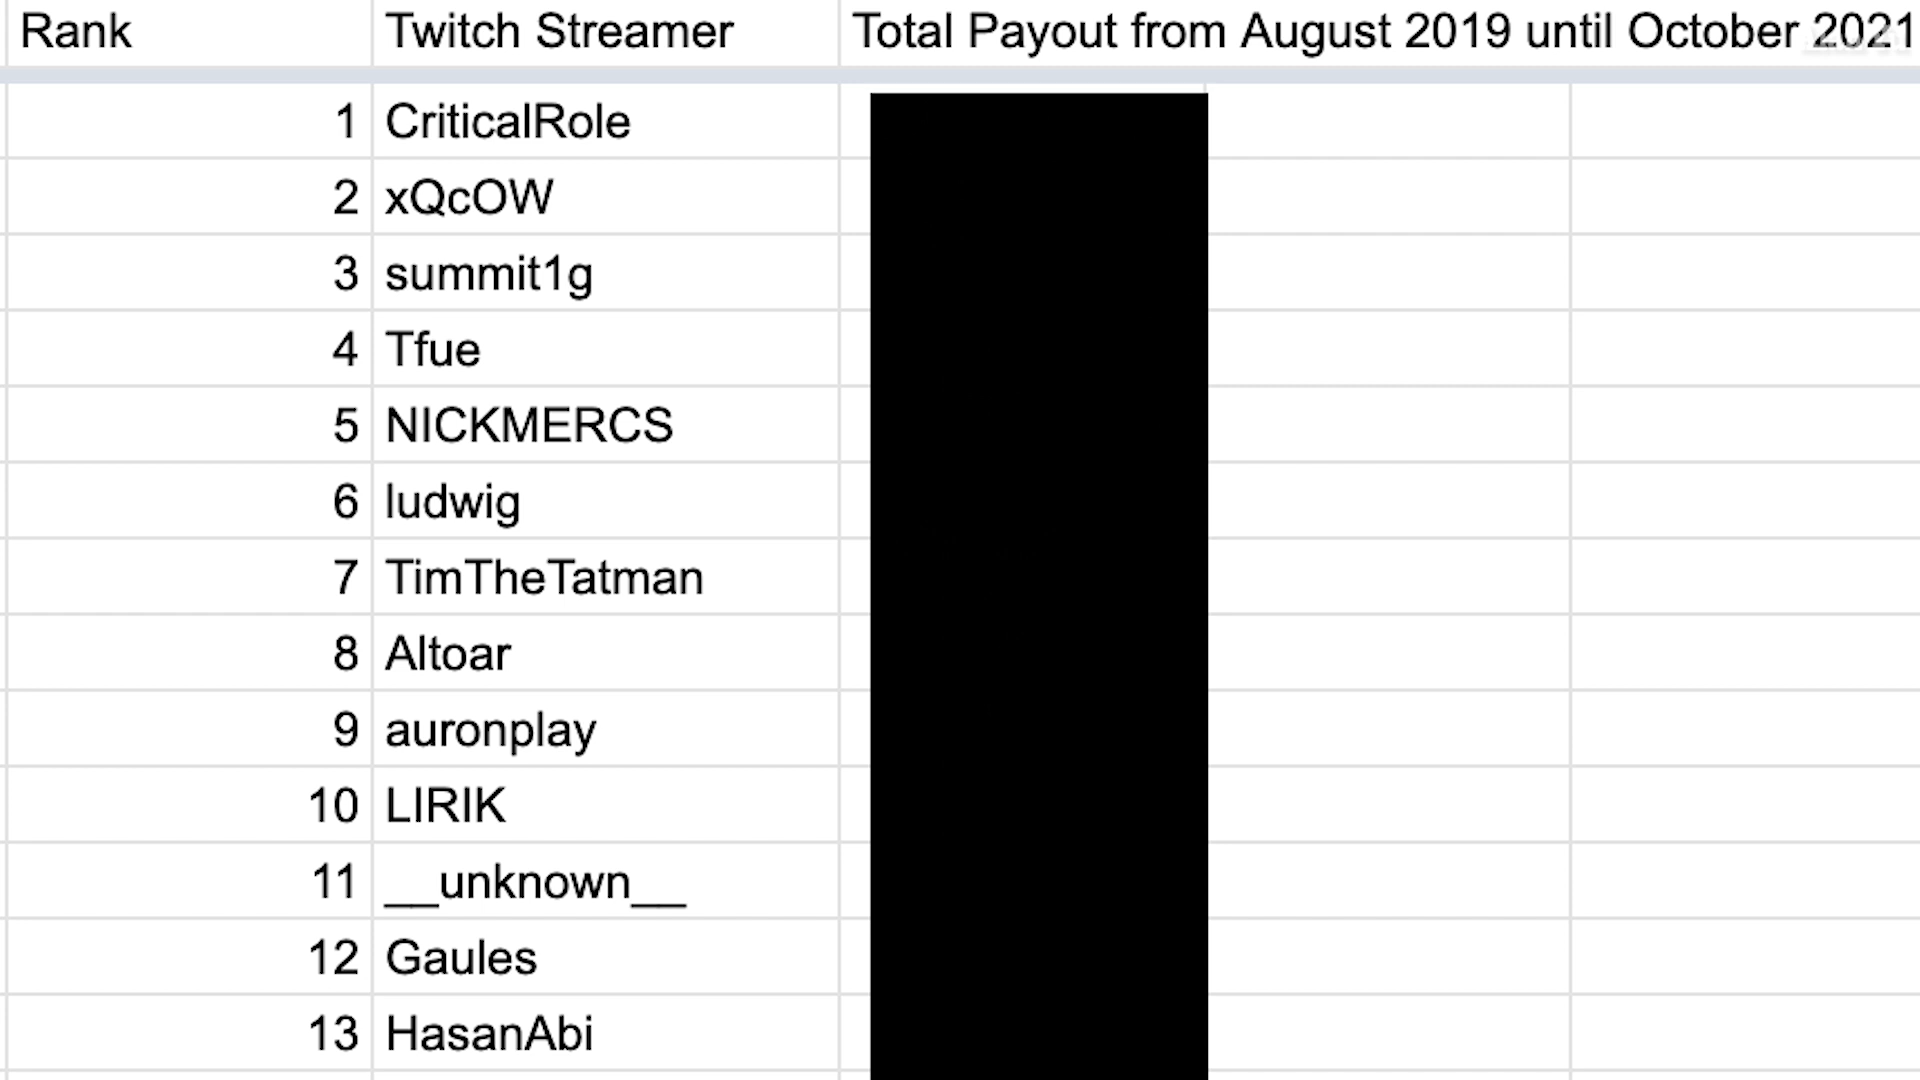 Rank Twitch Streamer Total Payout from August 2019 until October 2021
1 CriticalRole
2 xQcOW
3 summit1g
4 Tfue
5 NICKMERCS
6 ludwig
7 TimTheTatman
8 Altoar
9 auronplay
10 LIRIK
11 __unknown__
12 Gaules
13 HasanAbi